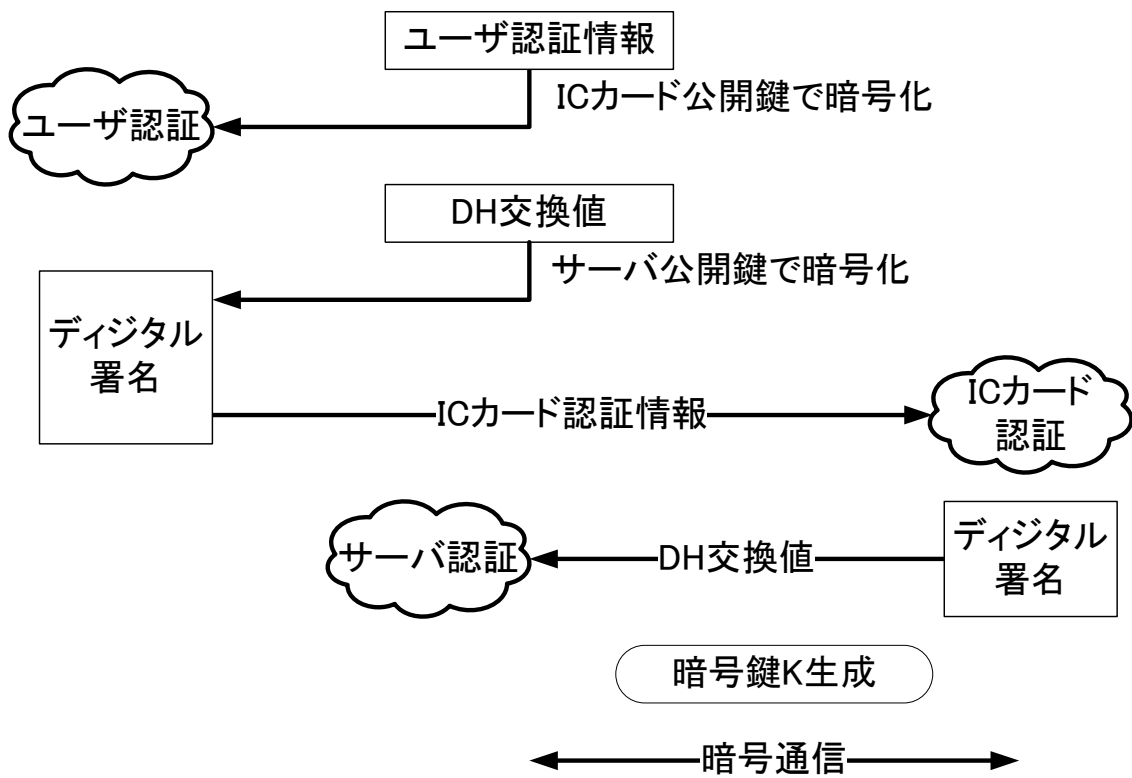 ユーザ認証情報
ICカード公開鍵で暗号化
ユーザ認証
DH交換値
サーバ公開鍵で暗号化
ディジタル
署名
ICカード認証情報
ICカード
認証
サーバ認証
DH交換値
ディジタル
署名
暗号鍵K生成
暗号通信